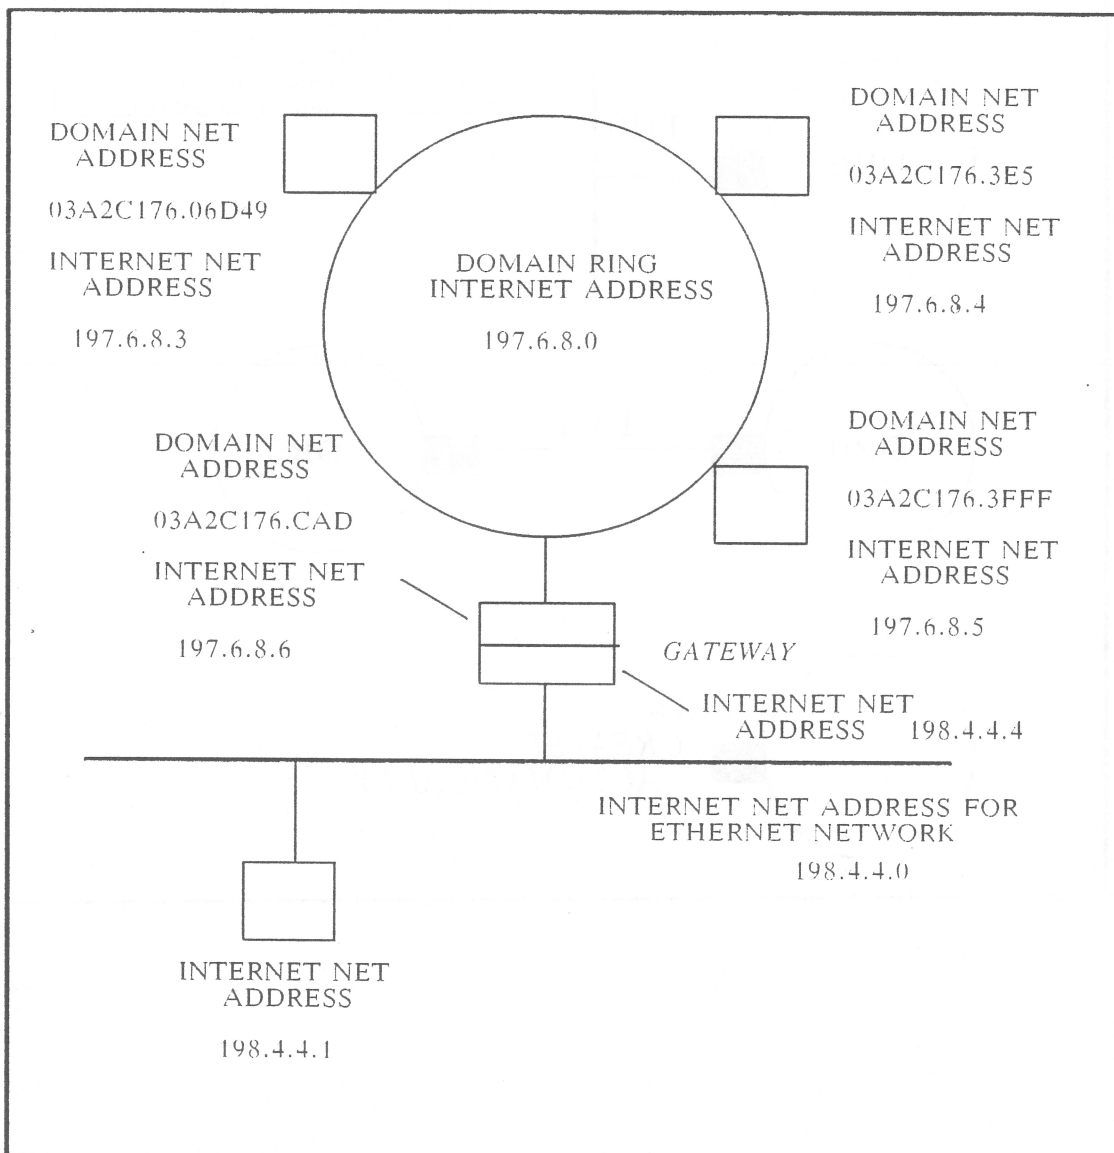 DOMAIN NET
ADDRESS
03A2C176.06D49
INTERNET NET
ADDRESS
197.6.8.3
DOMAIN RING
INTERNET ADDRESS
197.6.8.0
DOMAIN NET
ADDRESS
03A2C176.3E5
INTERNET NET
ADDRESS
197.6.8.4
DOMAIN NET
ADDRESS
03A2C176.CAD
INTERNET NET
ADDRESS
197.6.8.6
DOMAIN NET
ADDRESS
03A2C176.3FFF
INTERNET NET
ADDRESS
197.6.8.5
GATEWAY
INTERNET NET
ADDRESS 198.4.4.4
INTERNET NET ADDRESS FOR
ETHERNET NETWORK
198.4.4.0
INTERNET NET
ADDRESS
198.4.4.1